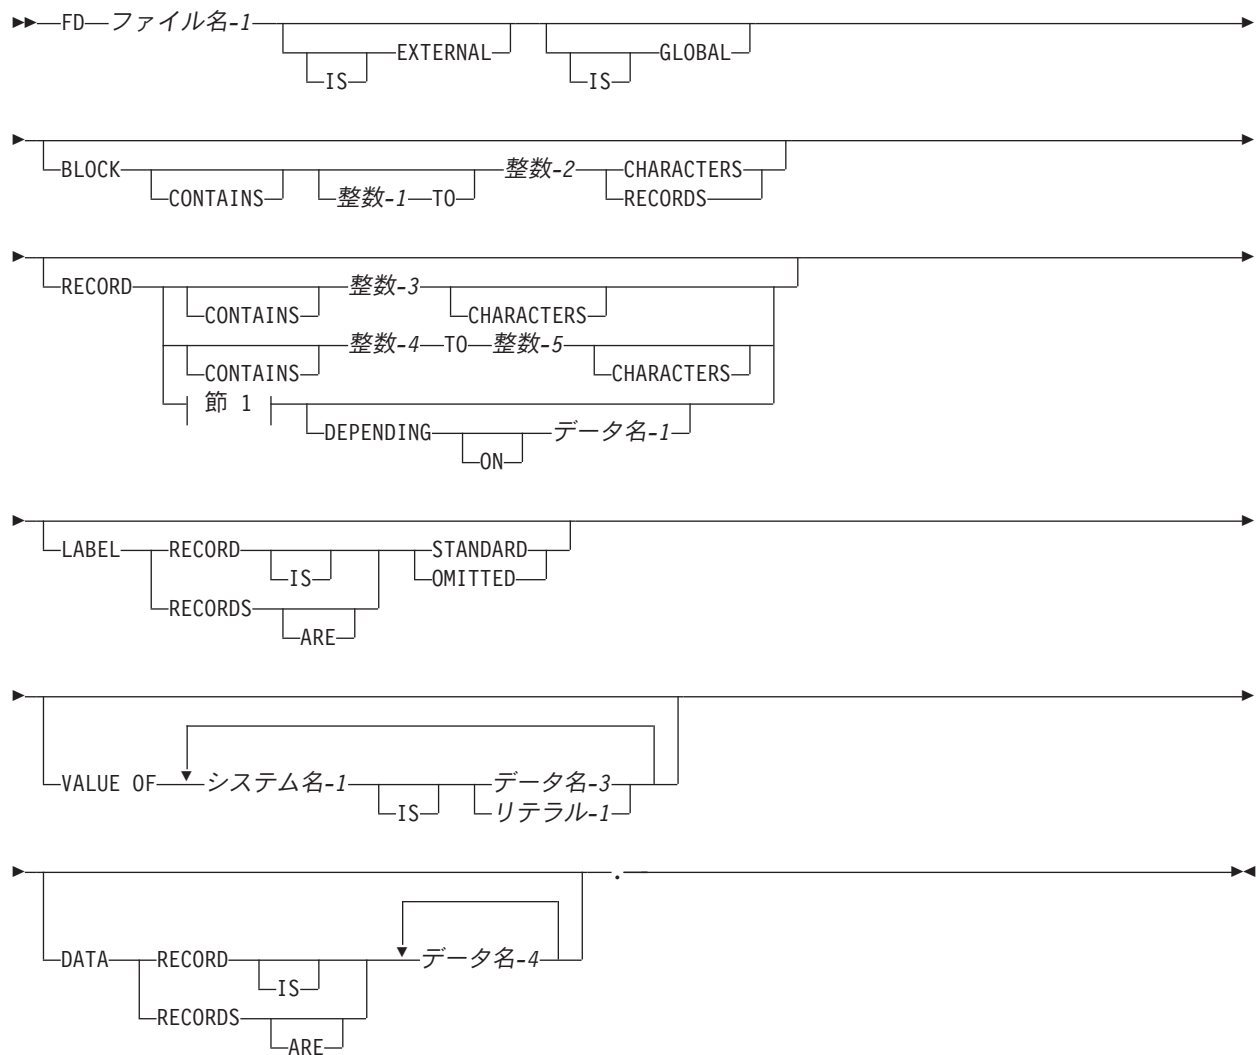 FD ファイル名-1
EXTERNAL GLOBAL
IS IS
BLOCK 整数-2 CHARACTERS
CONTAINS 整数-1 TO RECORDS
RECORD 整数-3
CONTAINS CHARACTERS
整数-4 TO 整数-5
CONTAINS CHARACTERS
節 1
DEPENDING データ名-1
ON
LABEL RECORD STANDARD
IS OMITTED
RECORDS
ARE
VALUE OF システム名-1 データ名-3
IS リテラル-1
.
DATA RECORD データ名-4
IS
RECORDS
ARE